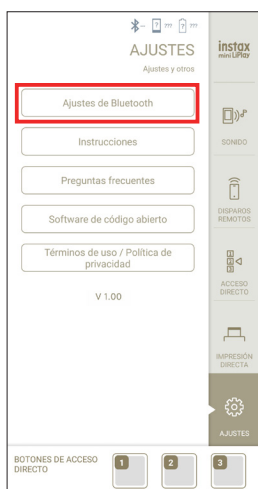 ??? ???
AJUSTES
Ajustes y otros
Ajustes de Bluetooth
Instrucciones
Preguntas frecuentes
Software de código abierto
Términos de uso / Política de
privacidad
V 1.00
instax
mini LiPlay
SONIDO
DISPAROS
REMOTOS
ACCESO
DIRECTO
IMPRESIÓN
DIRECTA
AJUSTES
BOTONES DE ACCESO
DIRECTO
1
2
3